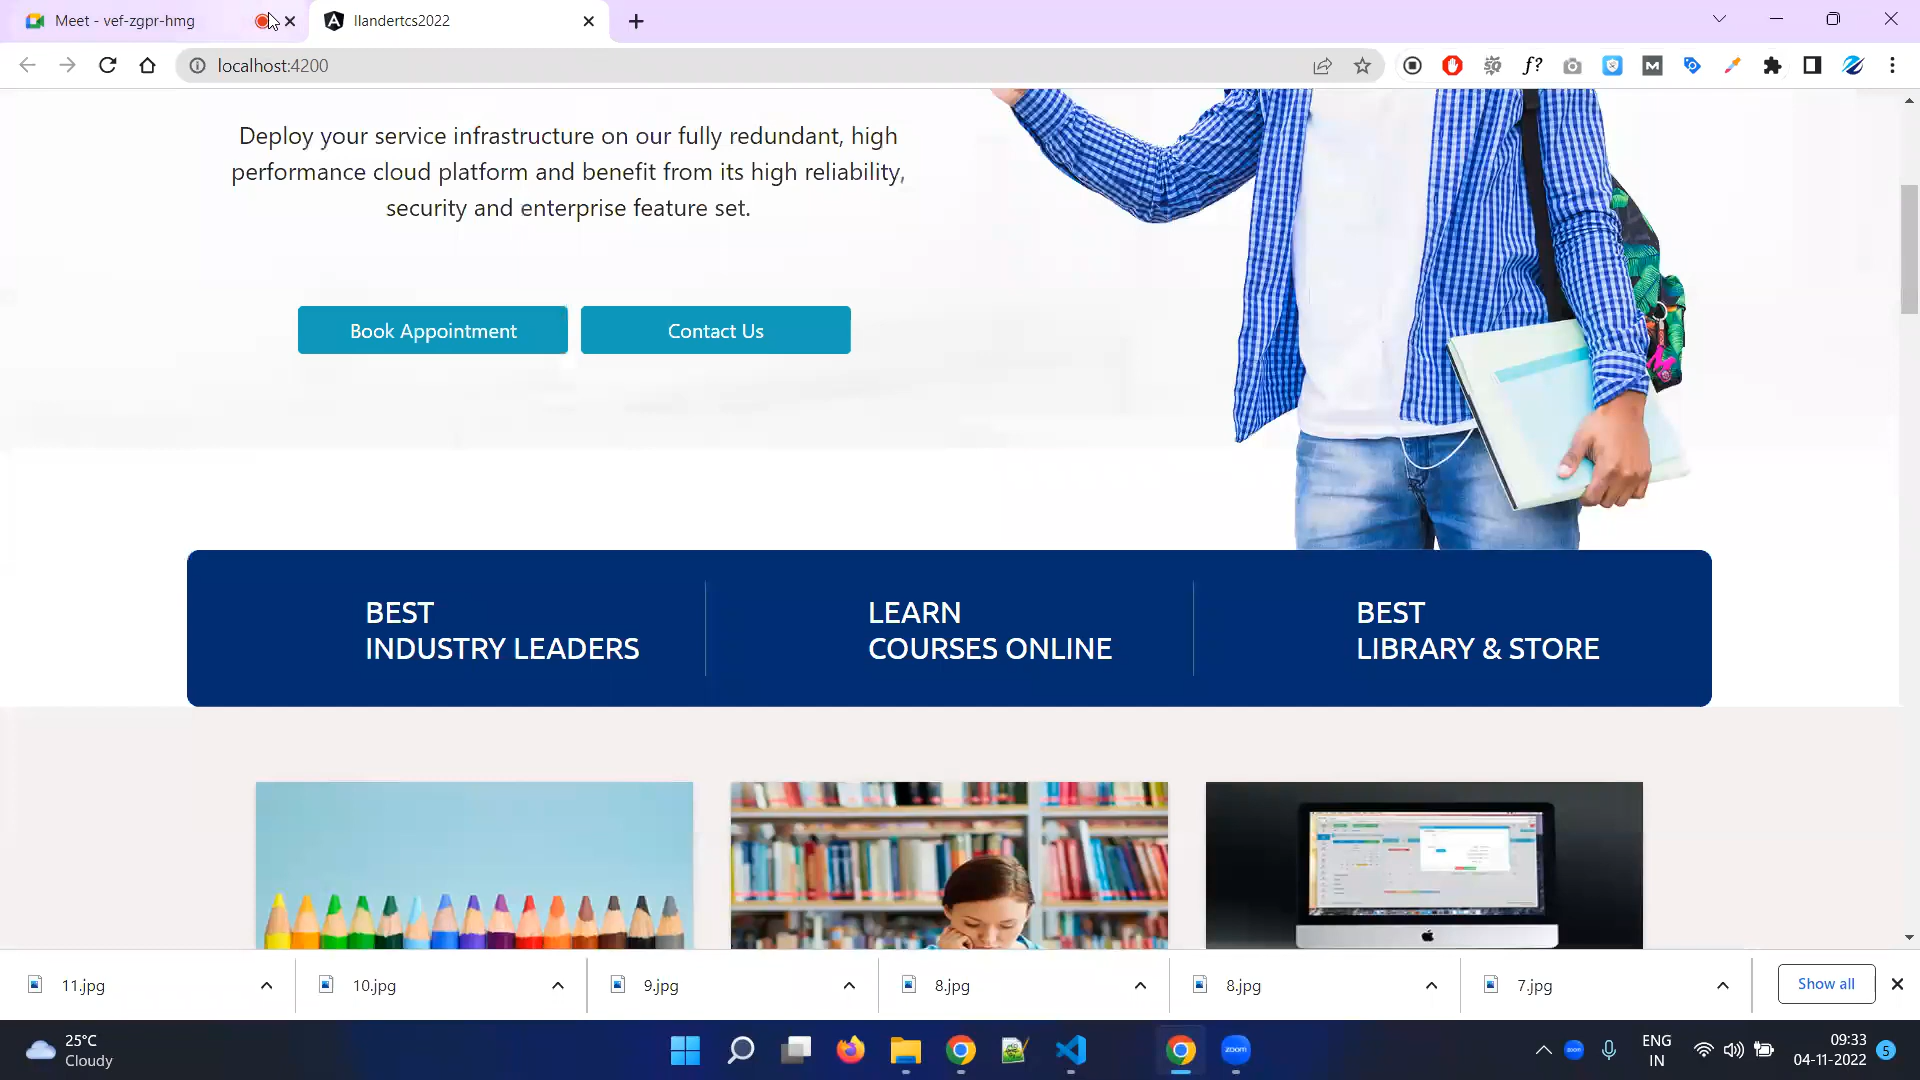 Meet - vef-zgpr-hmg
llandertcs2022
localhost:4200
Deploy your service infrastructure on our fully redundant, high
performance cloud platform and benefit from its high reliability,
security and enterprise feature set.
Book Appointment
Contact Us
BEST
INDUSTRY LEADERS
LEARN
COURSES ONLINE
BEST
LIBRARY & STORE
11.jpg
10.jpg
9.jpg
8.jpg
8.jpg
7.jpg
Show all
25°C
Cloudy
zoom
zoom
ENG
IN
09:33
04-11-2022
5